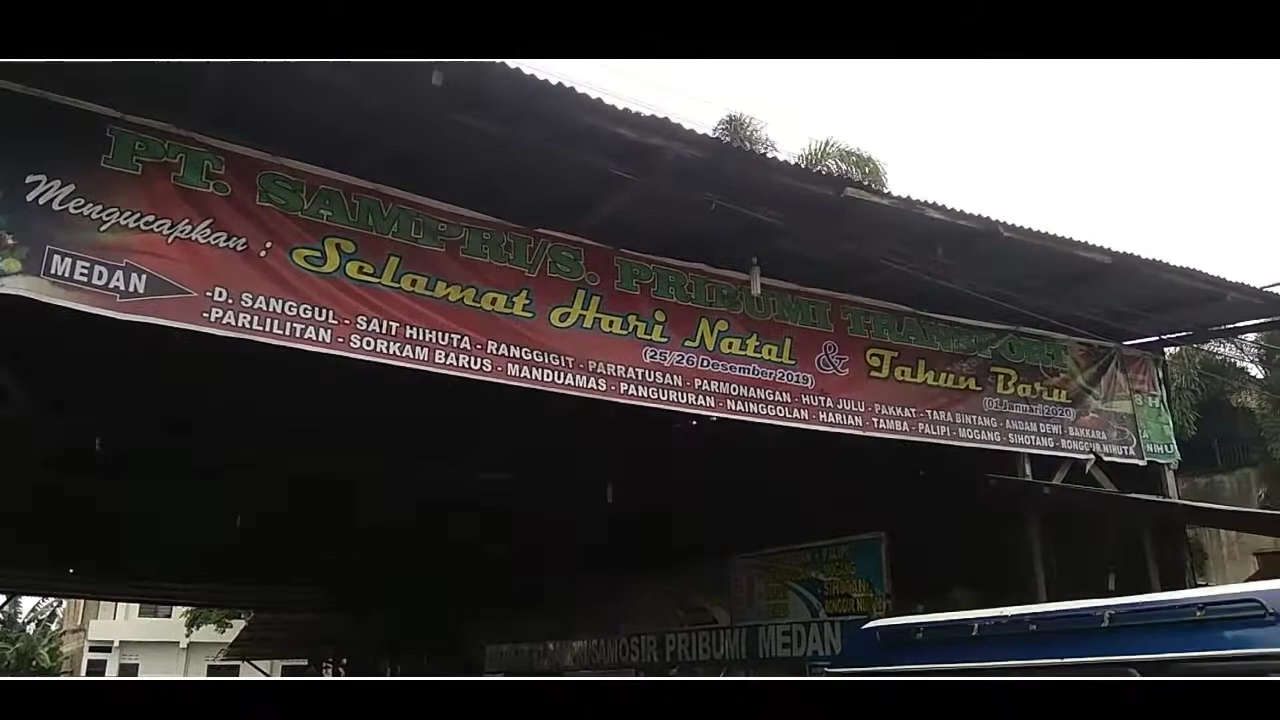 PT. SAMPRI/S. PRIBUMI TRANSPORT
Mengucapkan :
Selamat Hari Natal & Tahun Baru
(25/26 Desember 2019)
(01 Januari 2020)
MEDAN
-D. SANGGUL - SAIT HIHUTA - RANGGIGIT - PARRATUSAN - PARMONANGAN - HUTA JULU - PAKKAT - TARA BINTANG - ANDAM DEWI - BAKKARA
-PARLILITAN - SORKAM BARUS - MANDUAMAS - PANGURURAN - NAINGGOLAN - HARIAN - TAMBA - PALIPI - MOGANG - SIHOTANG - RONGGUR NIHUTA
PALIPI
SIHOTANG
SAMOSIR PRIBUMI MEDAN